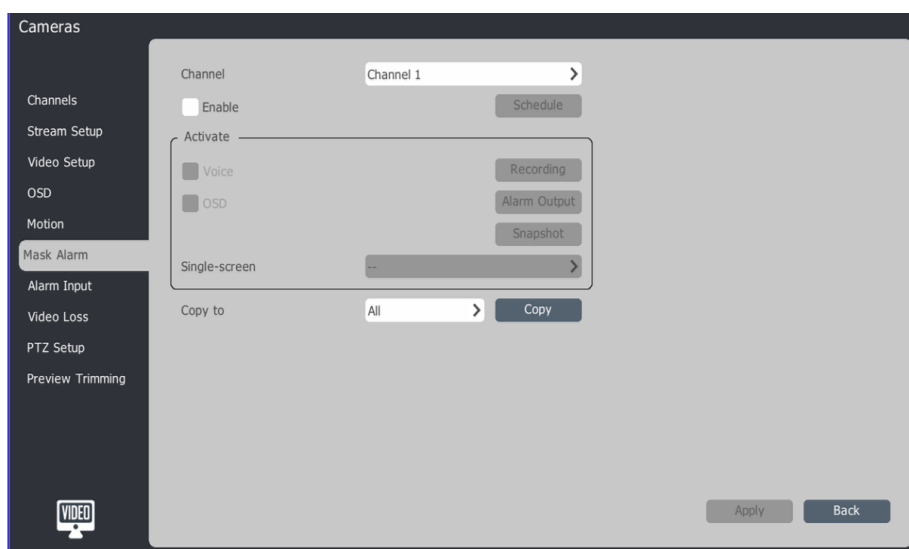 Cameras
Channels
Stream Setup
Video Setup
OSD
Motion
Mask Alarm
Alarm Input
Video Loss
PTZ Setup
Preview Trimming
VIDEO
Channel Channel 1
Enable Schedule
Activate
Voice Recording
OSD Alarm Output
Snapshot
Single-screen --
Copy to All Copy
Apply Back